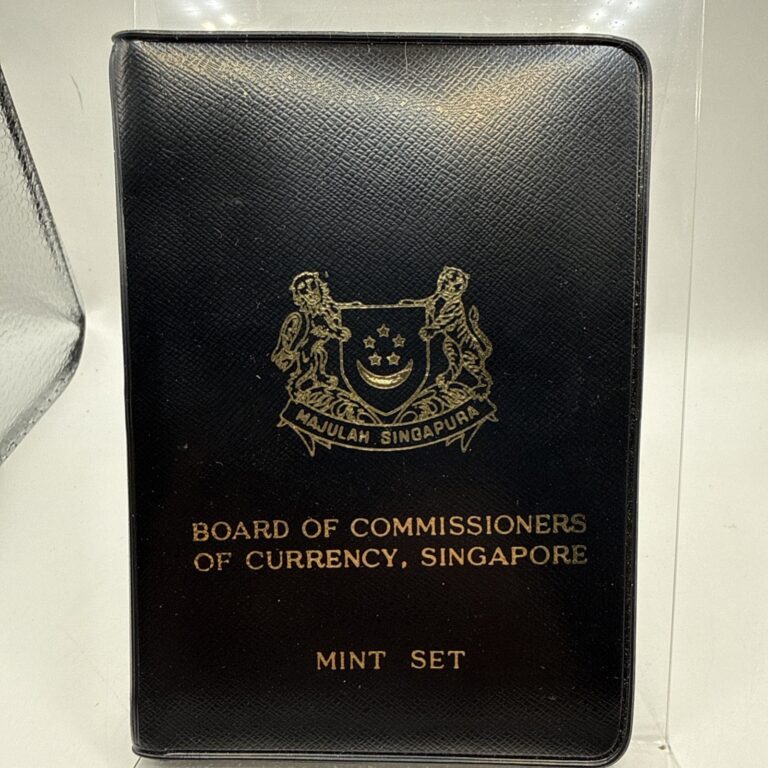 MAJULAH SINGAPURA
BOARD OF COMMISSIONERS
OF CURRENCY, SINGAPORE
MINT SET